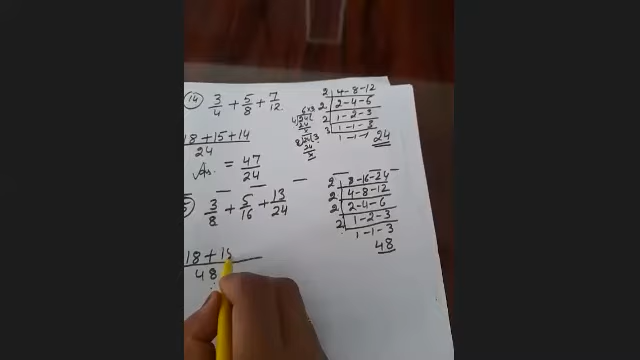 14 3/4 + 5/8 + 7/12
18+15+14 / 24
Ans. = 47/24
3/8 + 5/16 + 13/24
18 + 15
48
2 | 4-8-12
2 | 2-4-6
2 | 1-2-3
3 | 1-1-3
1-1-1 24
2 | 8-16-24
2 | 4-8-12
2 | 2-4-6
2 | 1-2-3
1-1-3
48